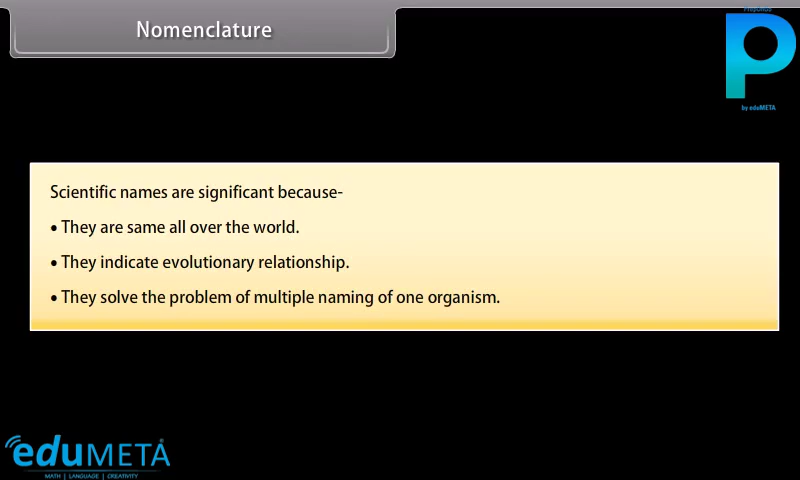 Nomenclature
P
by eduMETA
Scientific names are significant because-
• They are same all over the world.
• They indicate evolutionary relationship.
• They solve the problem of multiple naming of one organism.
eduMETA
MATH | LANGUAGE | CREATIVITY